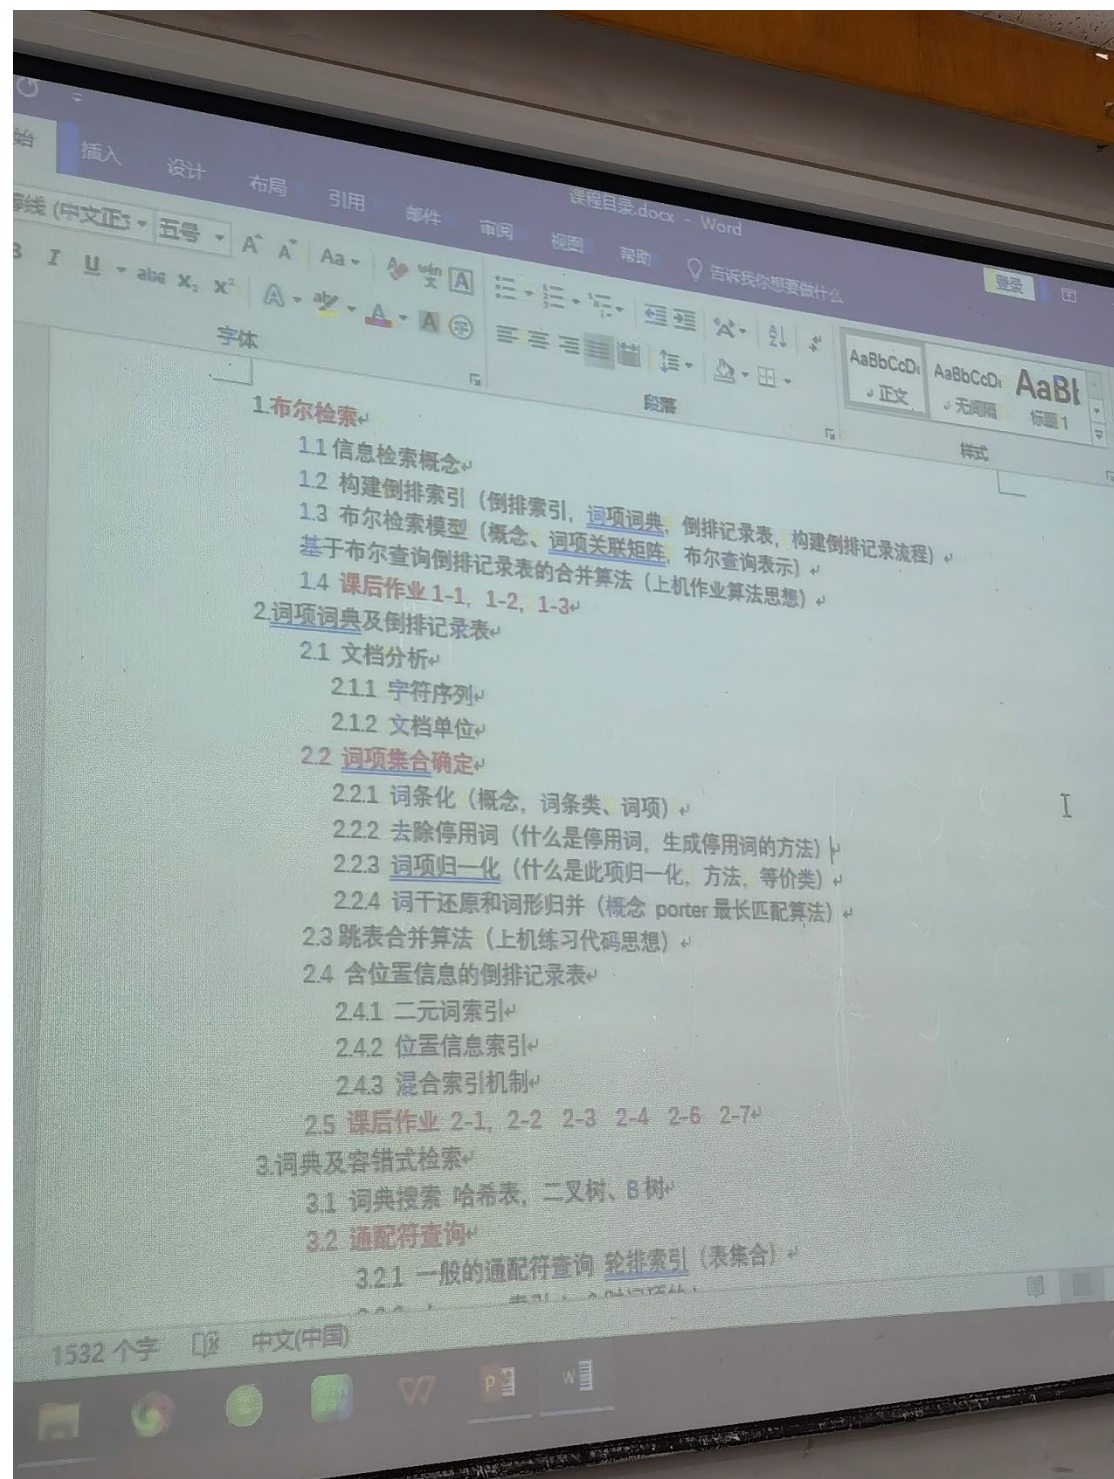 课程目录.docx - Word
登录
始 插入 设计 布局 引用 邮件 审阅 视图 帮助 告诉我你想要做什么
等线 (中文正文 五号 A A Aa wén 文 A
B I U abc X₂ X² A aby A A 字
字体
段落
样式
AaBbCcDı AaBbCcDı AaBl
↵正文 ↵无间隔 标题 1
1.布尔检索↵
1.1 信息检索概念↵
1.2 构建倒排索引（倒排索引，词项词典，倒排记录表，构建倒排记录流程）↵
1.3 布尔检索模型（概念、词项关联矩阵，布尔查询表示）↵
基于布尔查询倒排记录表的合并算法（上机作业算法思想）↵
1.4 课后作业 1-1，1-2，1-3↵
2.词项词典及倒排记录表↵
2.1 文档分析↵
2.1.1 字符序列↵
2.1.2 文档单位↵
2.2 词项集合确定↵
2.2.1 词条化（概念，词条类、词项）↵
2.2.2 去除停用词（什么是停用词，生成停用词的方法）↵
2.2.3 词项归一化（什么是此项归一化，方法，等价类）↵
2.2.4 词干还原和词形归并（概念 porter 最长匹配算法）↵
2.3 跳表合并算法（上机练习代码思想）↵
2.4 含位置信息的倒排记录表↵
2.4.1 二元词索引↵
2.4.2 位置信息索引↵
2.4.3 混合索引机制↵
2.5 课后作业 2-1，2-2 2-3 2-4 2-6 2-7↵
3.词典及容错式检索↵
3.1 词典搜索 哈希表，二叉树、B 树↵
3.2 通配符查询↵
3.2.1 一般的通配符查询 轮排索引（表集合）↵
1532 个字 中文(中国)